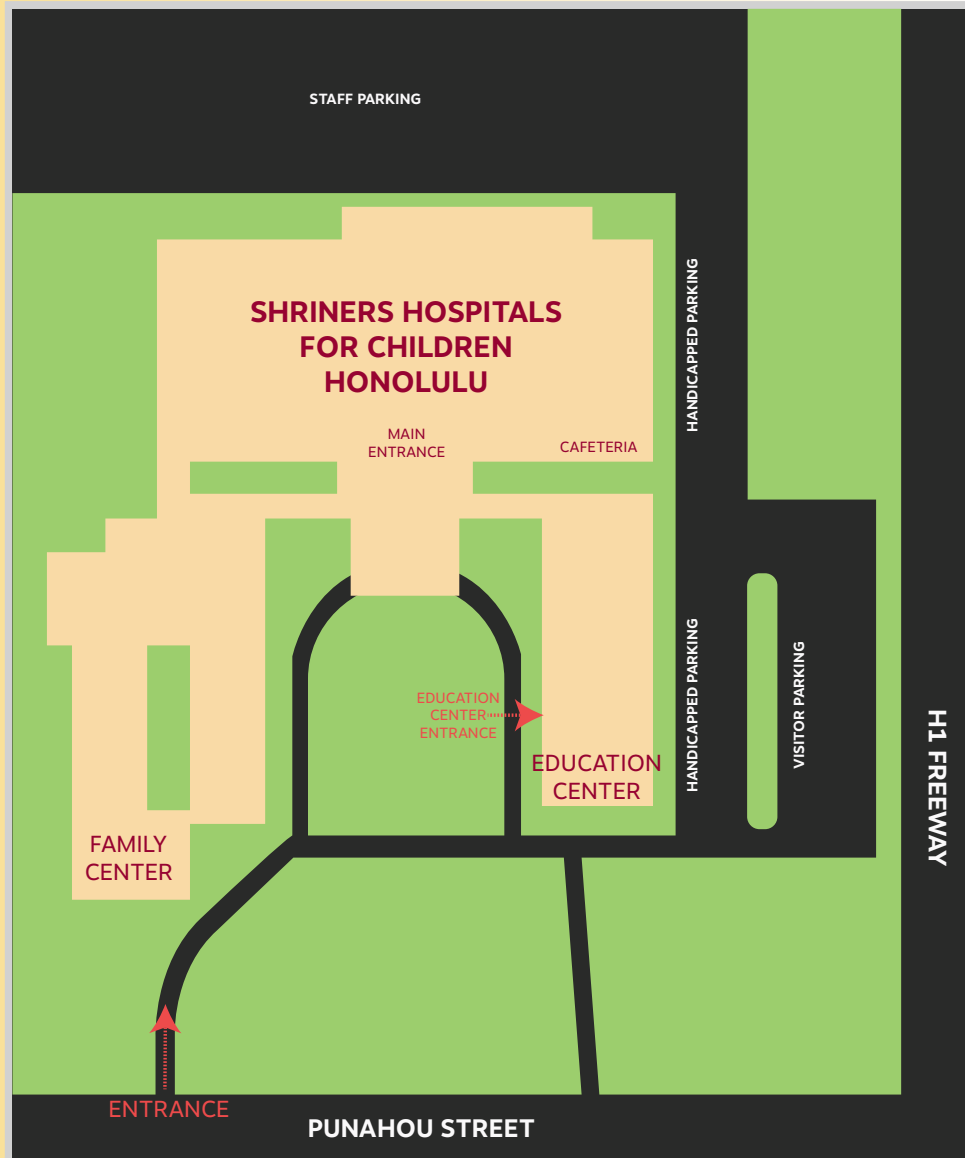 STAFF PARKING
HANDICAPPED PARKING
SHRINERS HOSPITALS
FOR CHILDREN
HONOLULU
MAIN
ENTRANCE
CAFETERIA
HANDICAPPED PARKING
VISITOR PARKING
EDUCATION
CENTER
ENTRANCE
EDUCATION
CENTER
H1 FREEWAY
FAMILY
CENTER
ENTRANCE
PUNAHOU STREET